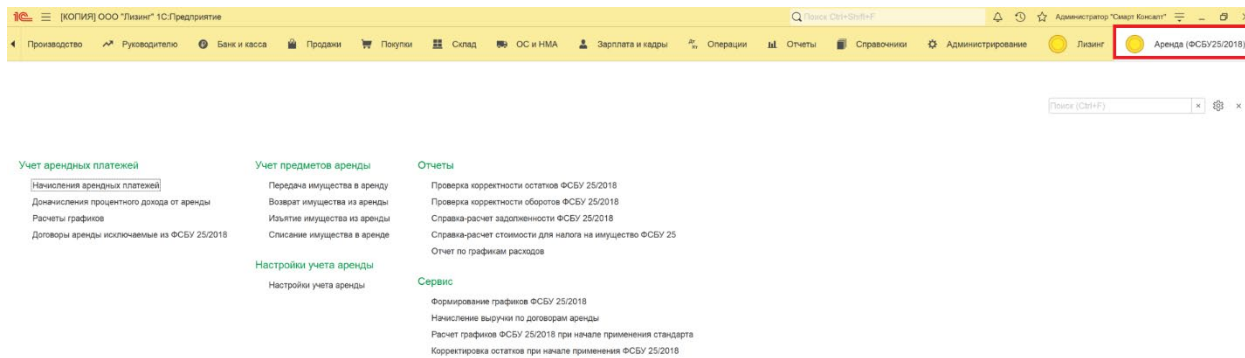 [КОПИЯ] ООО "Лизинг" 1С:Предприятие
Поиск Ctrl+Shift+F
Администратор "Смарт Консалт"
Производство Руководителю Банк и касса Продажи Покупки Склад ОС и НМА Зарплата и кадры Операции Отчеты Справочники Администрирование Лизинг Аренда (ФСБУ25/2018)
Поиск (Ctrl+F)
Учет арендных платежей
Начисления арендных платежей
Доначисления процентного дохода от аренды
Расчеты графиков
Договоры аренды исключаемые из ФСБУ 25/2018
Учет предметов аренды
Передача имущества в аренду
Возврат имущества из аренды
Изъятие имущества из аренды
Списание имущества в аренде
Настройки учета аренды
Настройки учета аренды
Отчеты
Проверка корректности остатков ФСБУ 25/2018
Проверка корректности оборотов ФСБУ 25/2018
Справка-расчет задолженности ФСБУ 25/2018
Справка-расчет стоимости для налога на имущество ФСБУ 25
Отчет по графикам расходов
Сервис
Формирование графиков ФСБУ 25/2018
Начисление выручки по договорам аренды
Расчет графиков ФСБУ 25/2018 при начале применения стандарта
Корректировка остатков при начале применения ФСБУ 25/2018